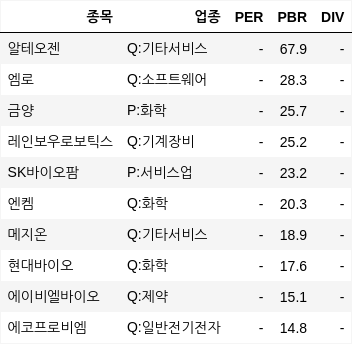 종목 업종 PER PBR DIV
알테오젠 Q:기타서비스 - 67.9 -
엠로 Q:소프트웨어 - 28.3 -
금양 P:화학 - 25.7 -
레인보우로보틱스 Q:기계장비 - 25.2 -
SK바이오팜 P:서비스업 - 23.2 -
엔켐 Q:화학 - 20.3 -
메지온 Q:기타서비스 - 18.9 -
현대바이오 Q:화학 - 17.6 -
에이비엘바이오 Q:제약 - 15.1 -
에코프로비엠 Q:일반전기전자 - 14.8 -